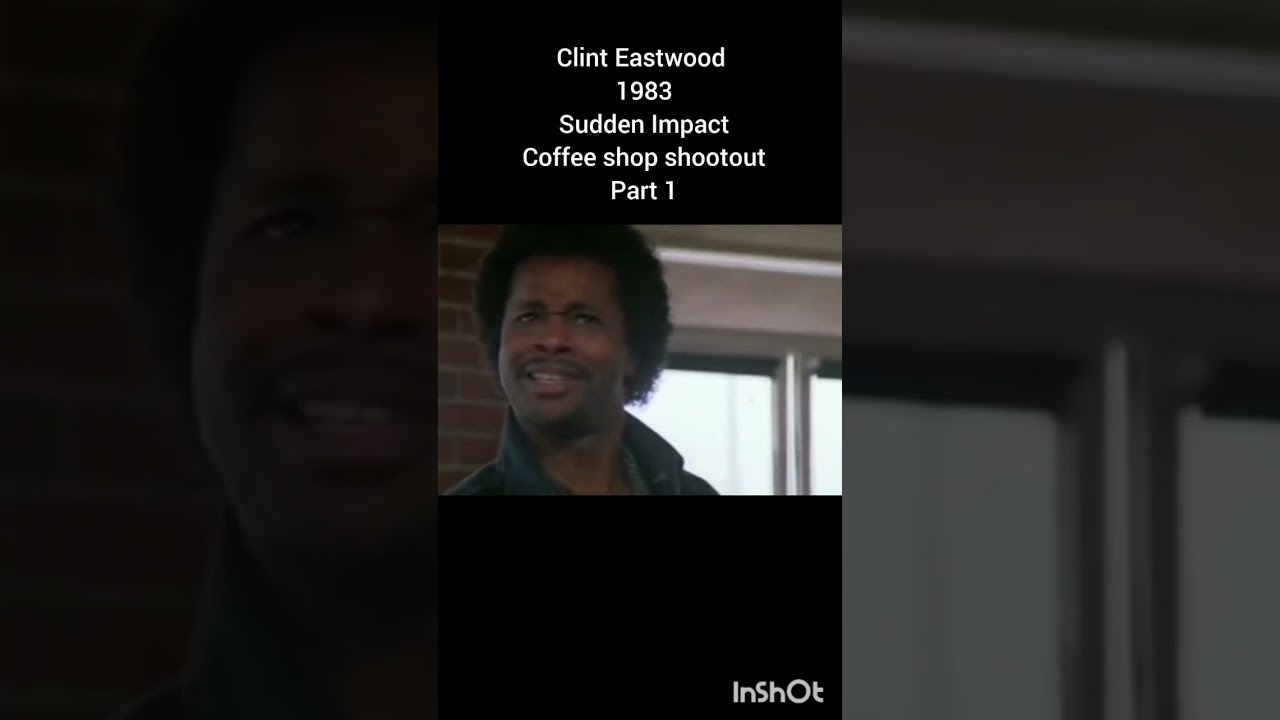 Clint Eastwood
1983
Sudden Impact
Coffee shop shootout
Part 1
InShOt